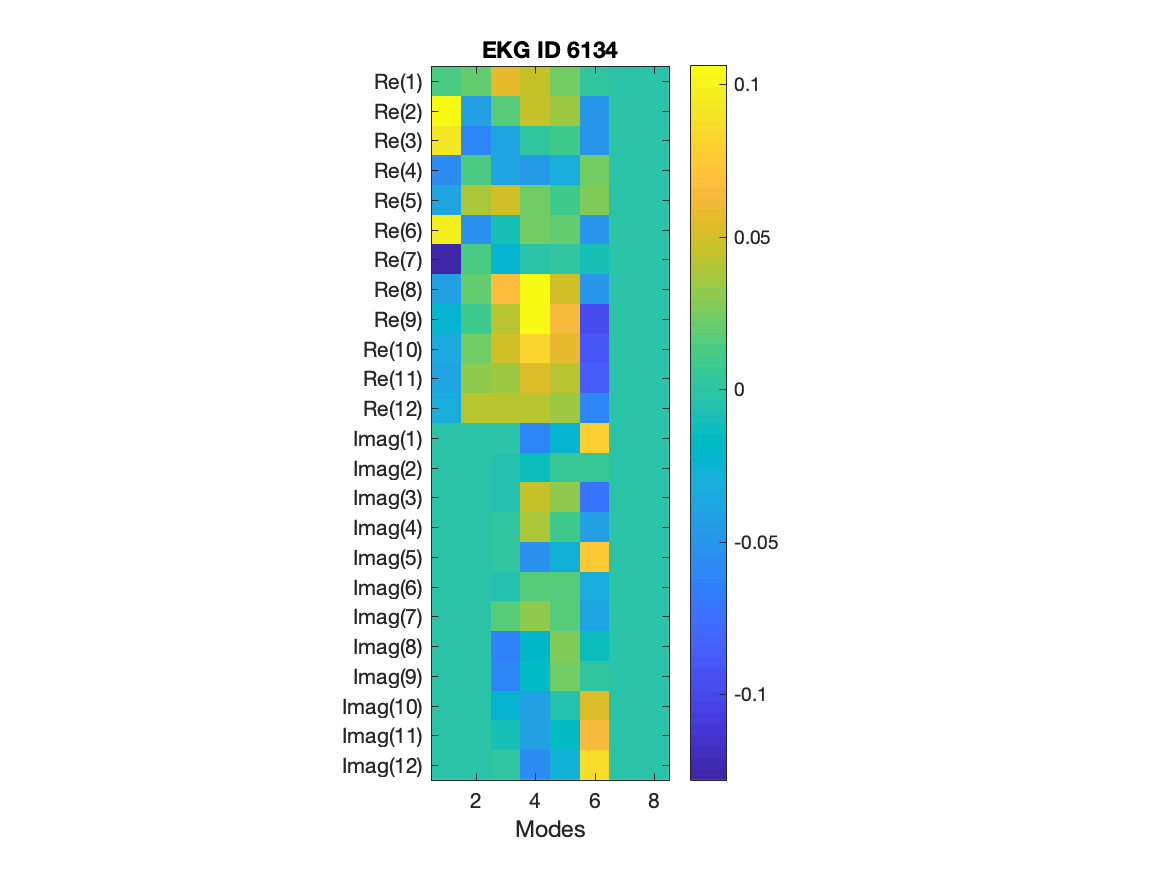 EKG ID 6134
Re(1)
Re(2)
Re(3)
Re(4)
Re(5)
Re(6)
Re(7)
Re(8)
Re(9)
Re(10)
Re(11)
Re(12)
Imag(1)
Imag(2)
Imag(3)
Imag(4)
Imag(5)
Imag(6)
Imag(7)
Imag(8)
Imag(9)
Imag(10)
Imag(11)
Imag(12)
2 4 6 8
Modes
0.1
0.05
0
-0.05
-0.1